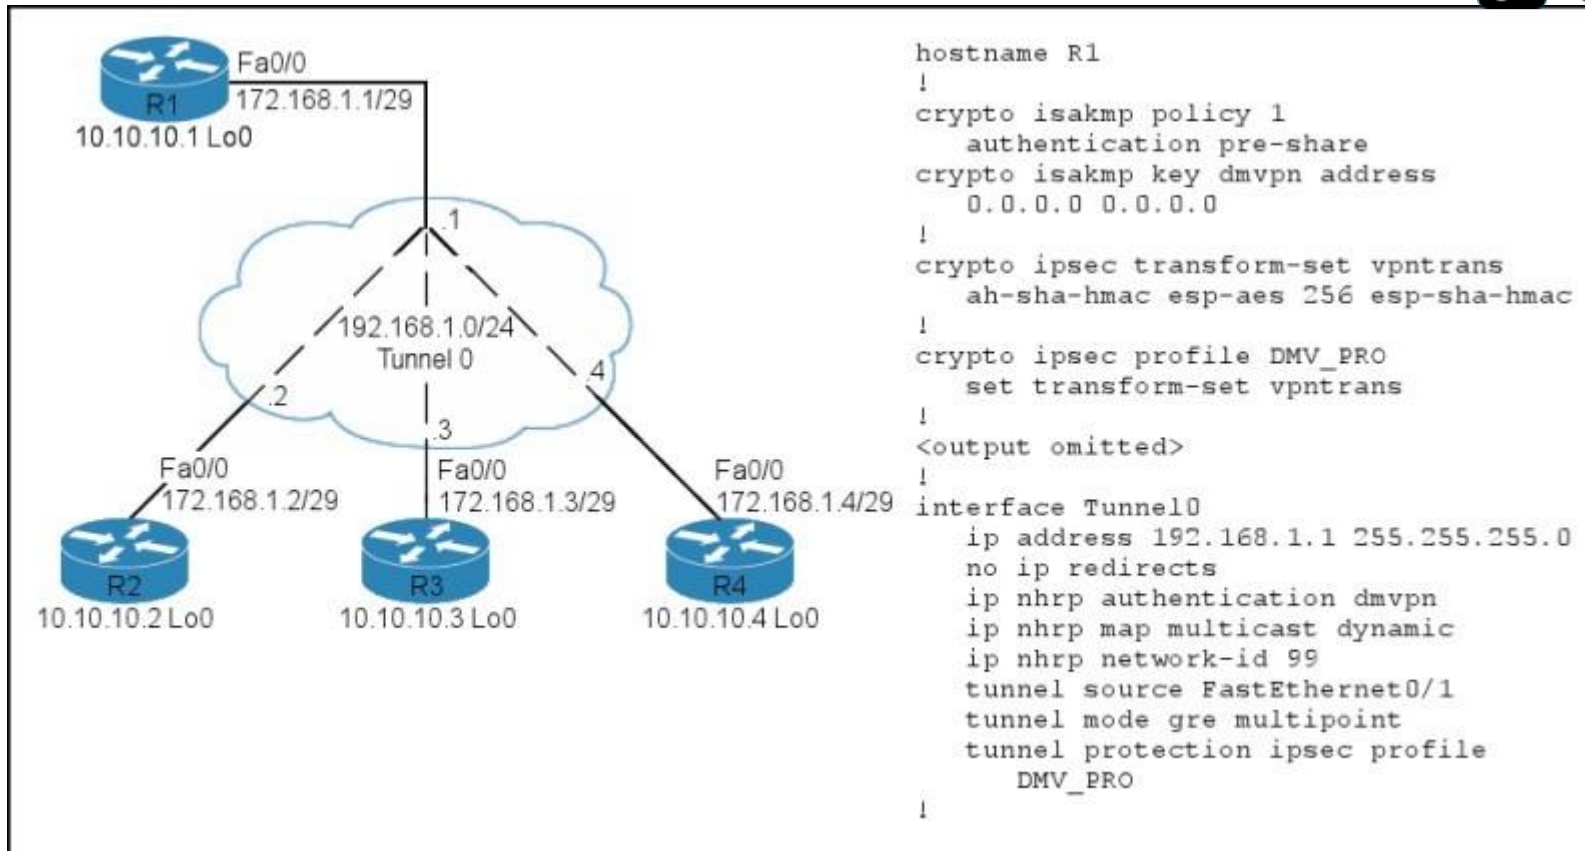 Fa0/0
172.168.1.1/29
R1
10.10.10.1 Lo0
.1
192.168.1.0/24
Tunnel 0
.2
.3
.4
Fa0/0
172.168.1.2/29
Fa0/0
172.168.1.3/29
Fa0/0
172.168.1.4/29
R2
R3
R4
10.10.10.2 Lo0
10.10.10.3 Lo0
10.10.10.4 Lo0
hostname R1
!
crypto isakmp policy 1
authentication pre-share
crypto isakmp key dmvpn address
0.0.0.0 0.0.0.0
!
crypto ipsec transform-set vpntrans
ah-sha-hmac esp-aes 256 esp-sha-hmac
!
crypto ipsec profile DMV_PRO
set transform-set vpntrans
!
<output omitted>
!
interface Tunnel0
ip address 192.168.1.1 255.255.255.0
no ip redirects
ip nhrp authentication dmvpn
ip nhrp map multicast dynamic
ip nhrp network-id 99
tunnel source FastEthernet0/1
tunnel mode gre multipoint
tunnel protection ipsec profile
DMV_PRO
!